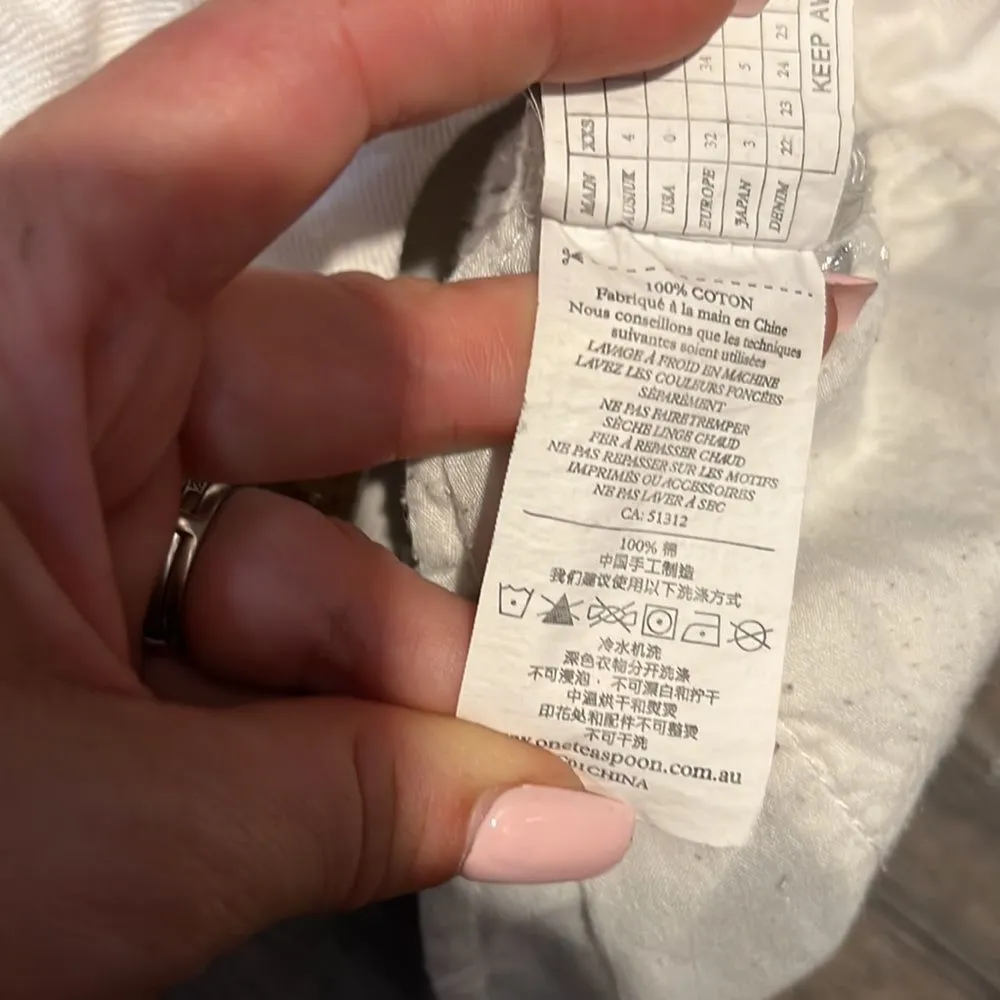 KEEP
MAIN XXS
AUS/UK 4
USA 0
EUROPE 32 34
JAPAN 3 5
DENIM 22 23 24 25
100% COTON
Fabriqué à la main en Chine
Nous conseillons que les techniques
suivantes soient utilisées
LAVAGE À FROID EN MACHINE
LAVEZ LES COULEURS FONCÉES
SÉPARÉMENT
NE PAS FAIRE TREMPER
SÈCHE LINGE CHAUD
FER À REPASSER CHAUD
NE PAS REPASSER SUR LES MOTIFS
IMPRIMÉS OU ACCESSOIRES
NE PAS LAVER À SEC
CA: 51312
100% 棉
中国手工制造
我们建议使用以下洗涤方式
冷水机洗
深色衣物分开洗涤
不可浸泡，不可漂白和拧干
中温烘干和熨烫
印花处和配件不可整烫
不可干洗
oneteaspoon.com.au
CHINA